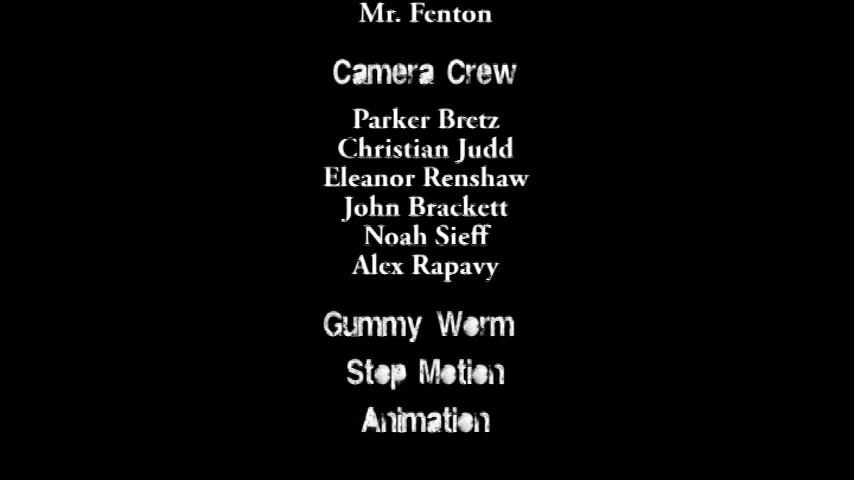 Mr. Fenton
Camera Crew
Parker Bretz
Christian Judd
Eleanor Renshaw
John Brackett
Noah Sieff
Alex Rapavy
Gummy Worm
Stop Motion
Animation